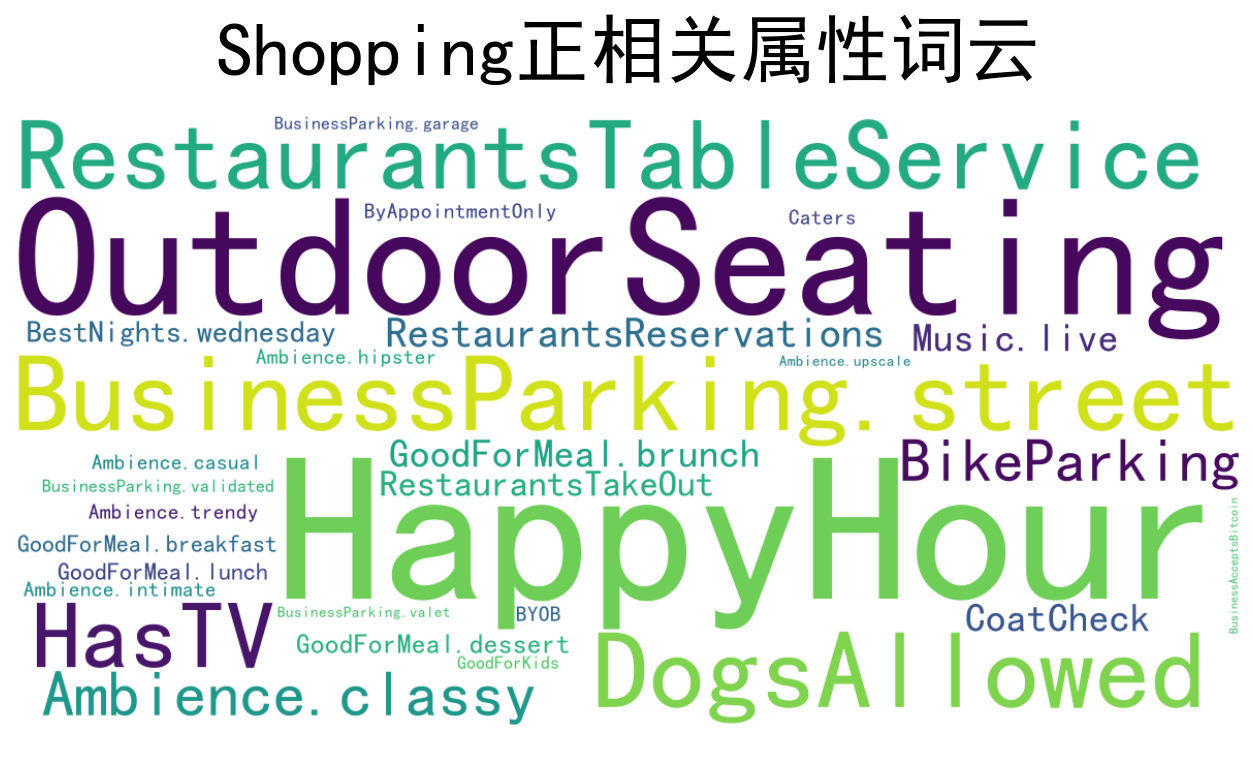 Shopping正相关属性词云
BusinessParking.garage
RestaurantsTableService
ByAppointmentOnly
Caters
OutdoorSeating
BestNights.wednesday
RestaurantsReservations
Music.live
Ambience.hipster
Ambience.upscale
BusinessParking.street
GoodForMeal.brunch
BikeParking
Ambience.casual
RestaurantsTakeOut
BusinessParking.validated
Ambience.trendy
HappyHour
GoodForMeal.breakfast
GoodForMeal.lunch
Ambience.intimate
BusinessAcceptsBitcoin
HasTV
BusinessParking.valet
BYOB
CoatCheck
GoodForMeal.dessert
GoodForKids
DogsAllowed
Ambience.classy